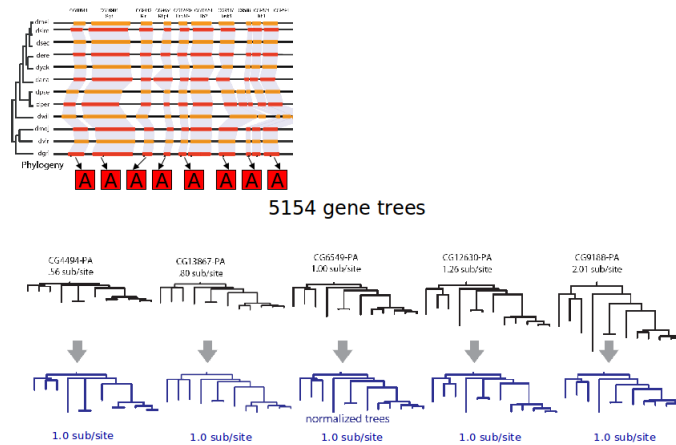 dmel
dsim
dsec
dere
dyak
dana
dpse
dper
dwil
dmoj
dvir
dgri
Phylogeny
A A A A A A A A
5154 gene trees
CG4494-PA CG13867-PA CG6549-PA CG12630-PA CG9188-PA
.56 sub/site .80 sub/site 1.00 sub/site 1.26 sub/site 2.01 sub/site
normalized trees
1.0 sub/site 1.0 sub/site 1.0 sub/site 1.0 sub/site 1.0 sub/site